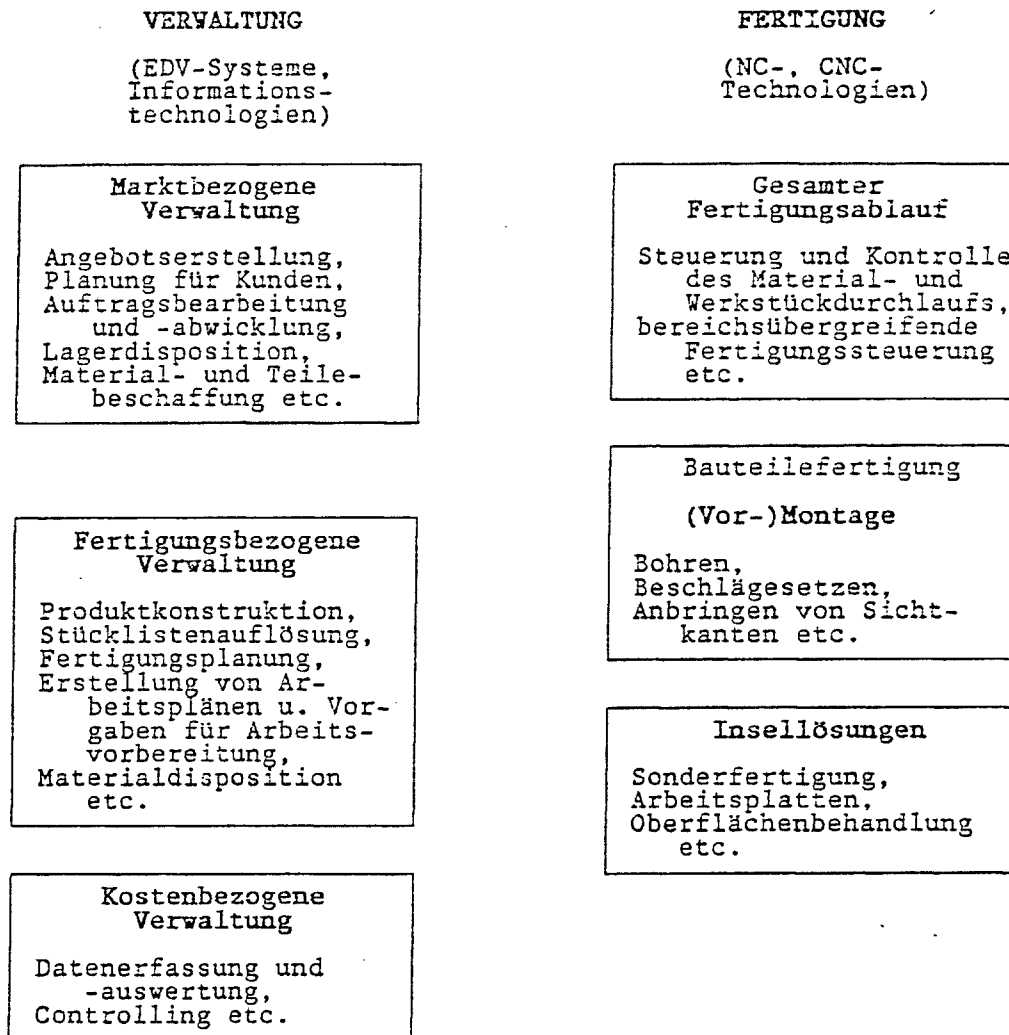 VERWALTUNG
(EDV-Systeme,
Informations-
technologien)
Marktbezogene
Verwaltung
Angebotserstellung,
Planung für Kunden,
Auftragsbearbeitung
und -abwicklung,
Lagerdisposition,
Material- und Teile-
beschaffung etc.
Fertigungsbezogene
Verwaltung
Produktkonstruktion,
Stücklistenauflösung,
Fertigungsplanung,
Erstellung von Ar-
beitsplänen u. Vor-
gaben für Arbeits-
vorbereitung,
Materialdisposition
etc.
Kostenbezogene
Verwaltung
Datenerfassung und
-auswertung,
Controlling etc.
FERTIGUNG
(NC-, CNC-
Technologien)
Gesamter
Fertigungsablauf
Steuerung und Kontrolle
des Material- und
Werkstückdurchlaufs,
bereichsübergreifende
Fertigungssteuerung
etc.
Bauteilefertigung
(Vor-)Montage
Bohren,
Beschlägesetzen,
Anbringen von Sicht-
kanten etc.
Insellösungen
Sonderfertigung,
Arbeitsplatten,
Oberflächenbehandlung
etc.